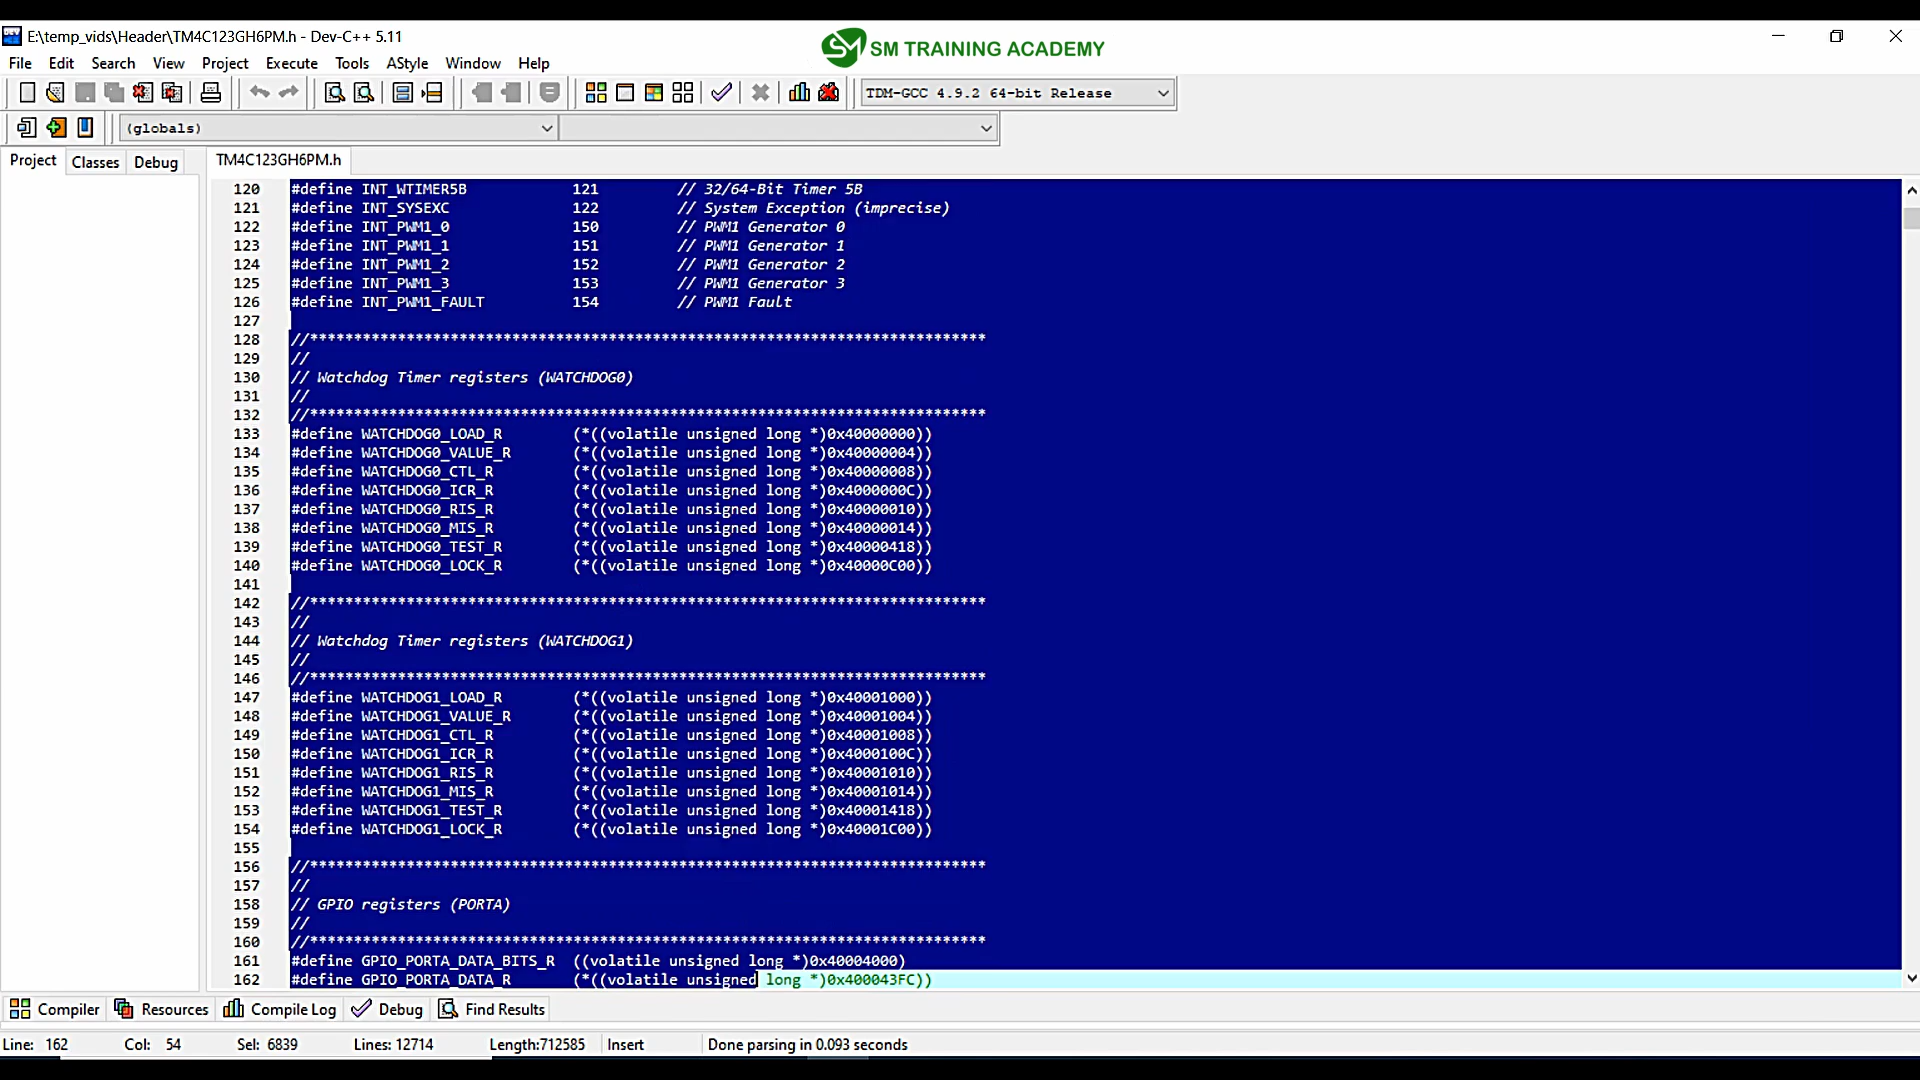 E:\temp_vids\Header\TM4C123GH6PM.h - Dev-C++ 5.11
SM TRAINING ACADEMY
File Edit Search View Project Execute Tools AStyle Window Help
TDM-GCC 4.9.2 64-bit Release
(globals)
Project Classes Debug TM4C123GH6PM.h
120 #define INT_WTIMER5B 121 // 32/64-Bit Timer 5B
121 #define INT_SYSEXC 122 // System Exception (imprecise)
122 #define INT_PWM1_0 150 // PWM1 Generator 0
123 #define INT_PWM1_1 151 // PWM1 Generator 1
124 #define INT_PWM1_2 152 // PWM1 Generator 2
125 #define INT_PWM1_3 153 // PWM1 Generator 3
126 #define INT_PWM1_FAULT 154 // PWM1 Fault
127
128 //*****************************************************************************
129 //
130 // Watchdog Timer registers (WATCHDOG0)
131 //
132 //*****************************************************************************
133 #define WATCHDOG0_LOAD_R (*((volatile unsigned long *)0x40000000))
134 #define WATCHDOG0_VALUE_R (*((volatile unsigned long *)0x40000004))
135 #define WATCHDOG0_CTL_R (*((volatile unsigned long *)0x40000008))
136 #define WATCHDOG0_ICR_R (*((volatile unsigned long *)0x4000000C))
137 #define WATCHDOG0_RIS_R (*((volatile unsigned long *)0x40000010))
138 #define WATCHDOG0_MIS_R (*((volatile unsigned long *)0x40000014))
139 #define WATCHDOG0_TEST_R (*((volatile unsigned long *)0x40000418))
140 #define WATCHDOG0_LOCK_R (*((volatile unsigned long *)0x40000C00))
141
142 //*****************************************************************************
143 //
144 // Watchdog Timer registers (WATCHDOG1)
145 //
146 //*****************************************************************************
147 #define WATCHDOG1_LOAD_R (*((volatile unsigned long *)0x40001000))
148 #define WATCHDOG1_VALUE_R (*((volatile unsigned long *)0x40001004))
149 #define WATCHDOG1_CTL_R (*((volatile unsigned long *)0x40001008))
150 #define WATCHDOG1_ICR_R (*((volatile unsigned long *)0x4000100C))
151 #define WATCHDOG1_RIS_R (*((volatile unsigned long *)0x40001010))
152 #define WATCHDOG1_MIS_R (*((volatile unsigned long *)0x40001014))
153 #define WATCHDOG1_TEST_R (*((volatile unsigned long *)0x40001418))
154 #define WATCHDOG1_LOCK_R (*((volatile unsigned long *)0x40001C00))
155
156 //*****************************************************************************
157 //
158 // GPIO registers (PORTA)
159 //
160 //*****************************************************************************
161 #define GPIO_PORTA_DATA_BITS_R ((volatile unsigned long *)0x40004000)
162 #define GPIO_PORTA_DATA_R (*((volatile unsigned long *)0x400043FC))
Compiler Resources Compile Log Debug Find Results
Line: 162 Col: 54 Sel: 6839 Lines: 12714 Length:712585 Insert Done parsing in 0.093 seconds